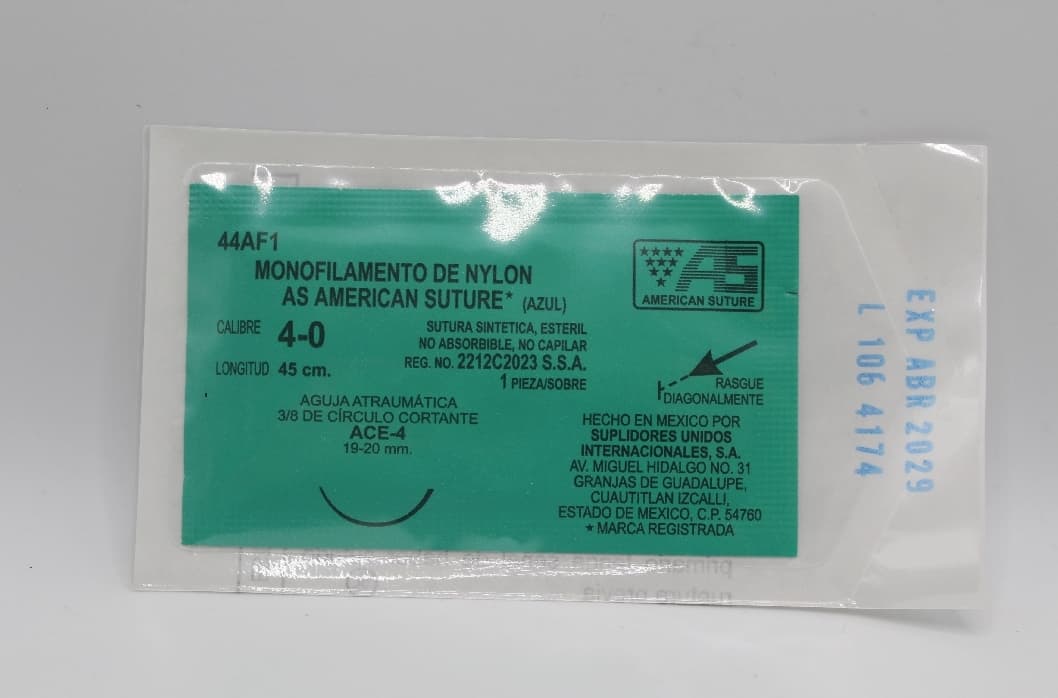 44AF1
MONOFILAMENTO DE NYLON
AS AMERICAN SUTURE* (AZUL)
CALIBRE 4-0
LONGITUD 45 cm.
SUTURA SINTETICA, ESTERIL
NO ABSORBIBLE, NO CAPILAR
REG. NO. 2212C2023 S.S.A.
1 PIEZA/SOBRE
AGUJA ATRAUMÁTICA
3/8 DE CÍRCULO CORTANTE
ACE-4
19-20 mm.
AS
AMERICAN SUTURE
RASGUE
DIAGONALMENTE
HECHO EN MEXICO POR
SUPLIDORES UNIDOS
INTERNACIONALES, S.A.
AV. MIGUEL HIDALGO NO. 31
GRANJAS DE GUADALUPE,
CUAUTITLAN IZCALLI,
ESTADO DE MEXICO, C.P. 54760
* MARCA REGISTRADA
EXP ABR 2029
L 106 4174
ruptura previa